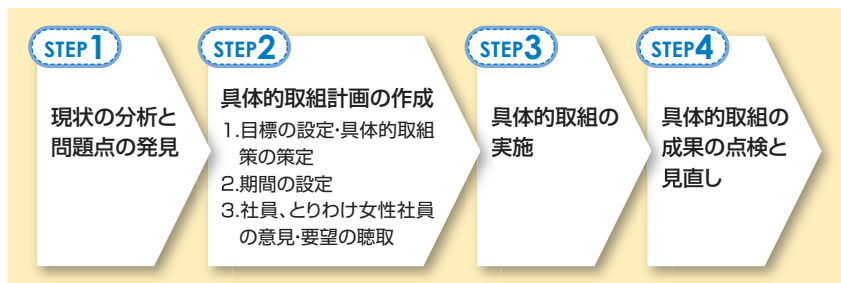 STEP1
現状の分析と
問題点の発見
STEP2
具体的取組計画の作成
1.目標の設定・具体的取組
策の策定
2.期間の設定
3.社員、とりわけ女性社員
の意見・要望の聴取
STEP3
具体的取組の
実施
STEP4
具体的取組の
成果の点検と
見直し